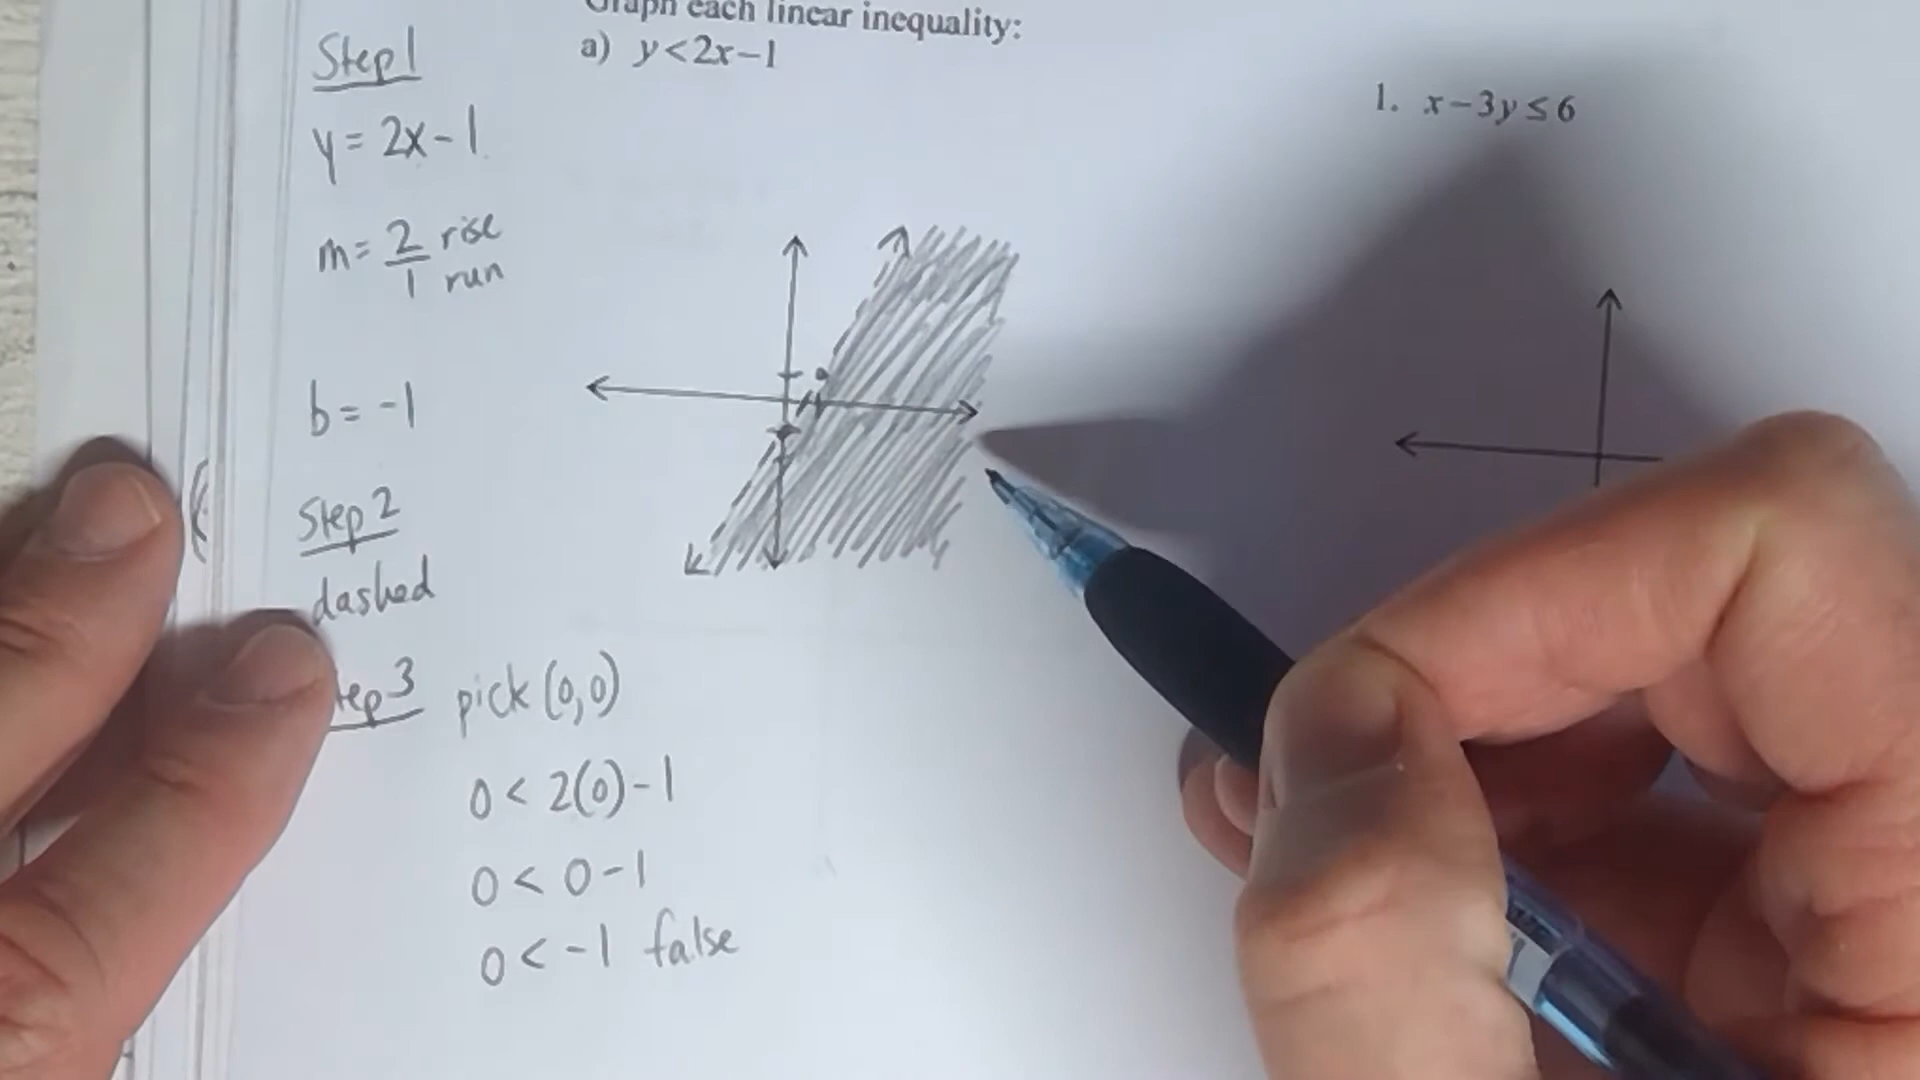 Graph each linear inequality:
a) y<2x-1
Step 1
y = 2x - 1
m = 2/1 rise run
b = -1
Step 2
dashed
Step 3 pick (0,0)
0 < 2(0) - 1
0 < 0 - 1
0 < -1 false
1. x-3y≤6